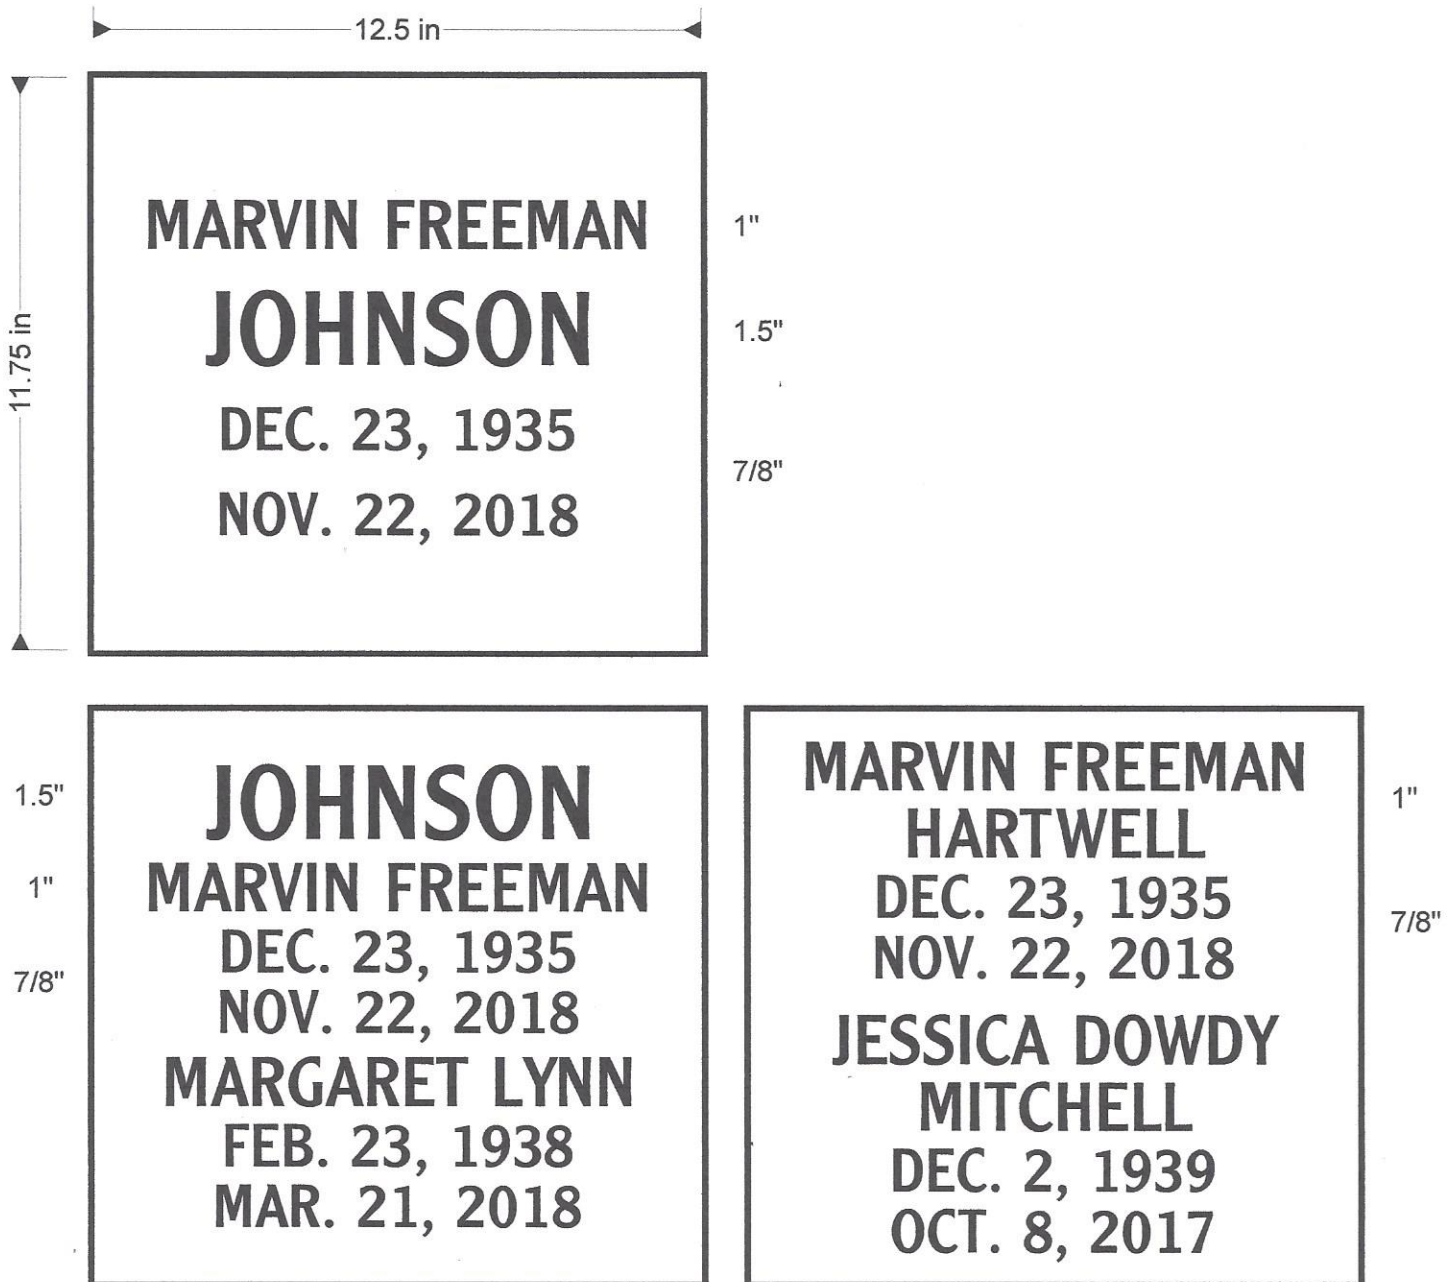 12.5 in
11.75 in
MARVIN FREEMAN
1"
JOHNSON
1.5"
DEC. 23, 1935
7/8"
NOV. 22, 2018
1.5"
JOHNSON
1"
MARVIN FREEMAN
DEC. 23, 1935
7/8"
NOV. 22, 2018
MARGARET LYNN
FEB. 23, 1938
MAR. 21, 2018
MARVIN FREEMAN
1"
HARTWELL
DEC. 23, 1935
7/8"
NOV. 22, 2018
JESSICA DOWDY
MITCHELL
DEC. 2, 1939
OCT. 8, 2017